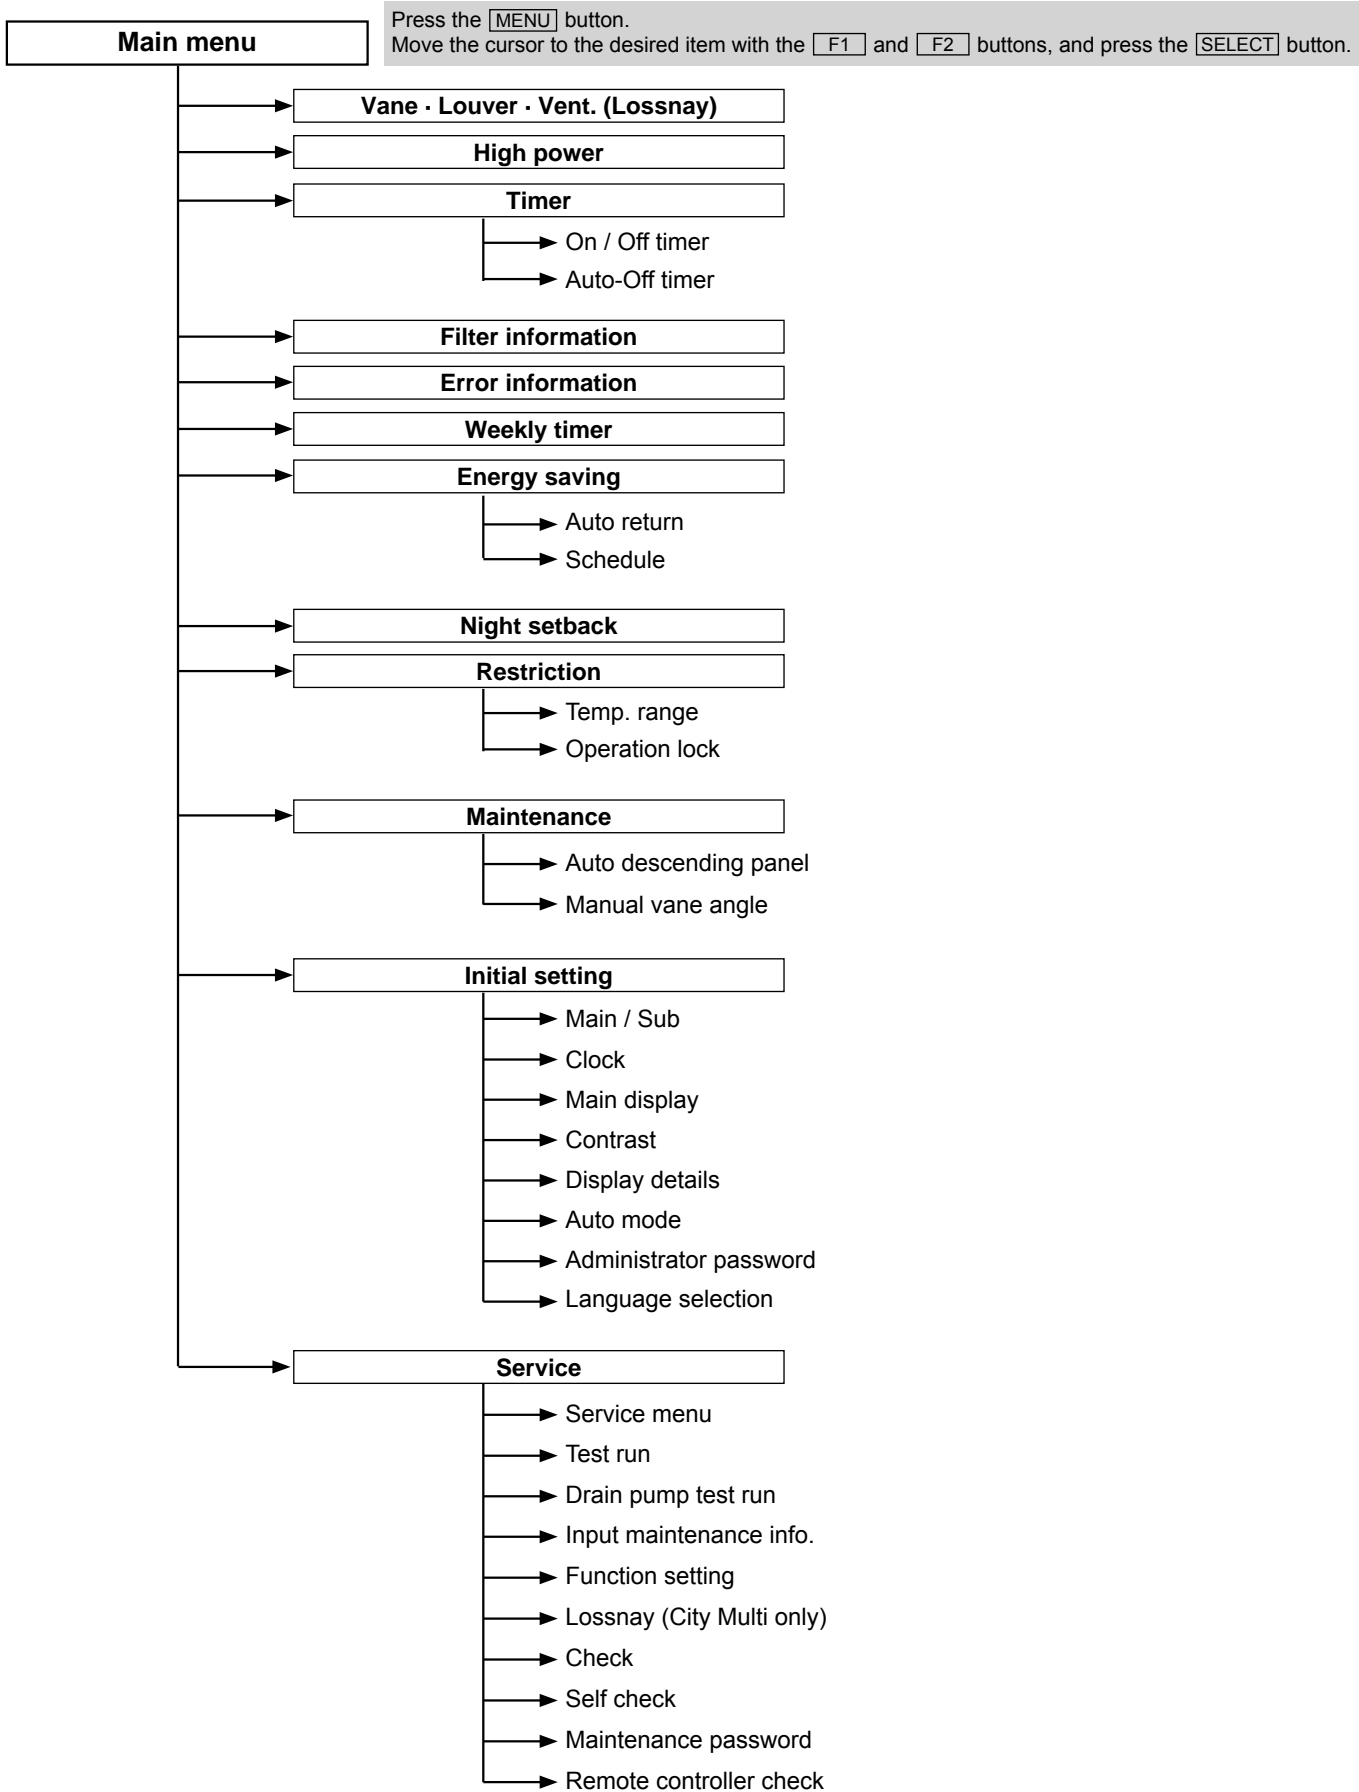 Main menu
Press the MENU button.
Move the cursor to the desired item with the F1 and F2 buttons, and press the SELECT button.
Vane · Louver · Vent. (Lossnay)
High power
Timer
On / Off timer
Auto-Off timer
Filter information
Error information
Weekly timer
Energy saving
Auto return
Schedule
Night setback
Restriction
Temp. range
Operation lock
Maintenance
Auto descending panel
Manual vane angle
Initial setting
Main / Sub
Clock
Main display
Contrast
Display details
Auto mode
Administrator password
Language selection
Service
Service menu
Test run
Drain pump test run
Input maintenance info.
Function setting
Lossnay (City Multi only)
Check
Self check
Maintenance password
Remote controller check